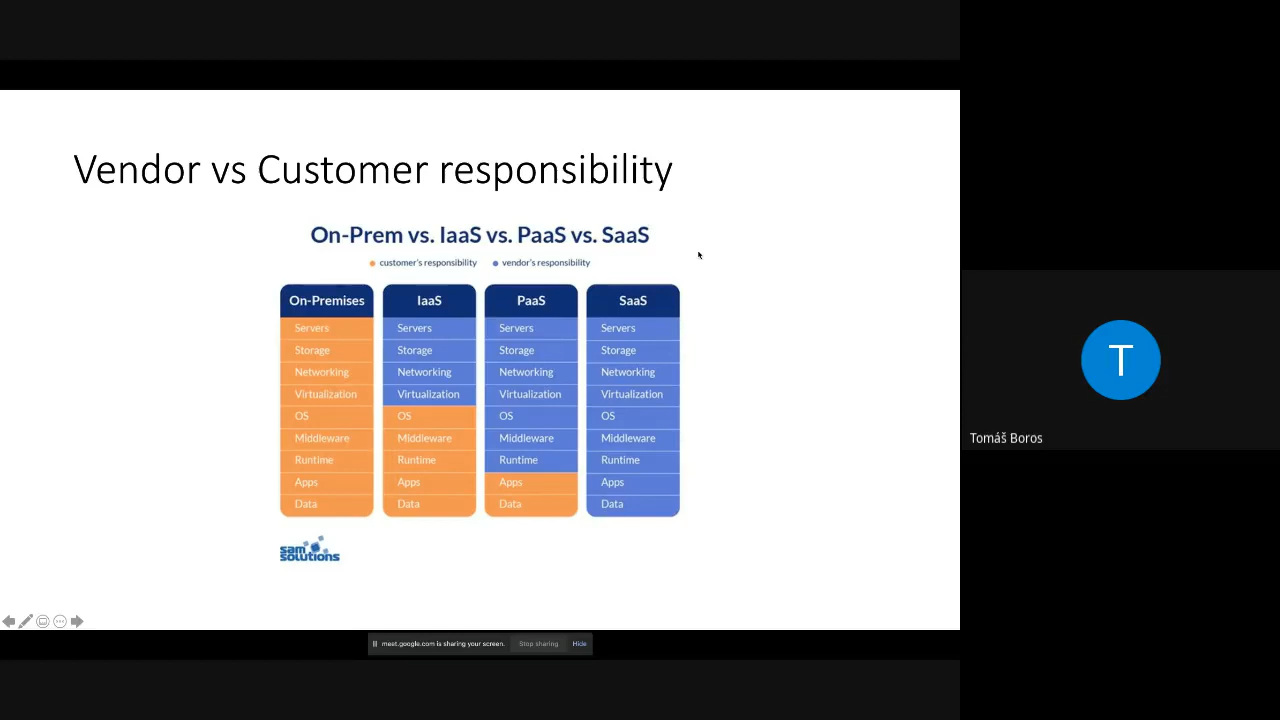 Vendor vs Customer responsibility
On-Prem vs. IaaS vs. PaaS vs. SaaS
customer's responsibility vendor's responsibility
On-Premises IaaS PaaS SaaS
Servers Servers Servers Servers
Storage Storage Storage Storage
Networking Networking Networking Networking
Virtualization Virtualization Virtualization Virtualization
OS OS OS OS
Middleware Middleware Middleware Middleware
Runtime Runtime Runtime Runtime
Apps Apps Apps Apps
Data Data Data Data
sam
solutions
T
Tomáš Boros
meet.google.com is sharing your screen. Stop sharing Hide